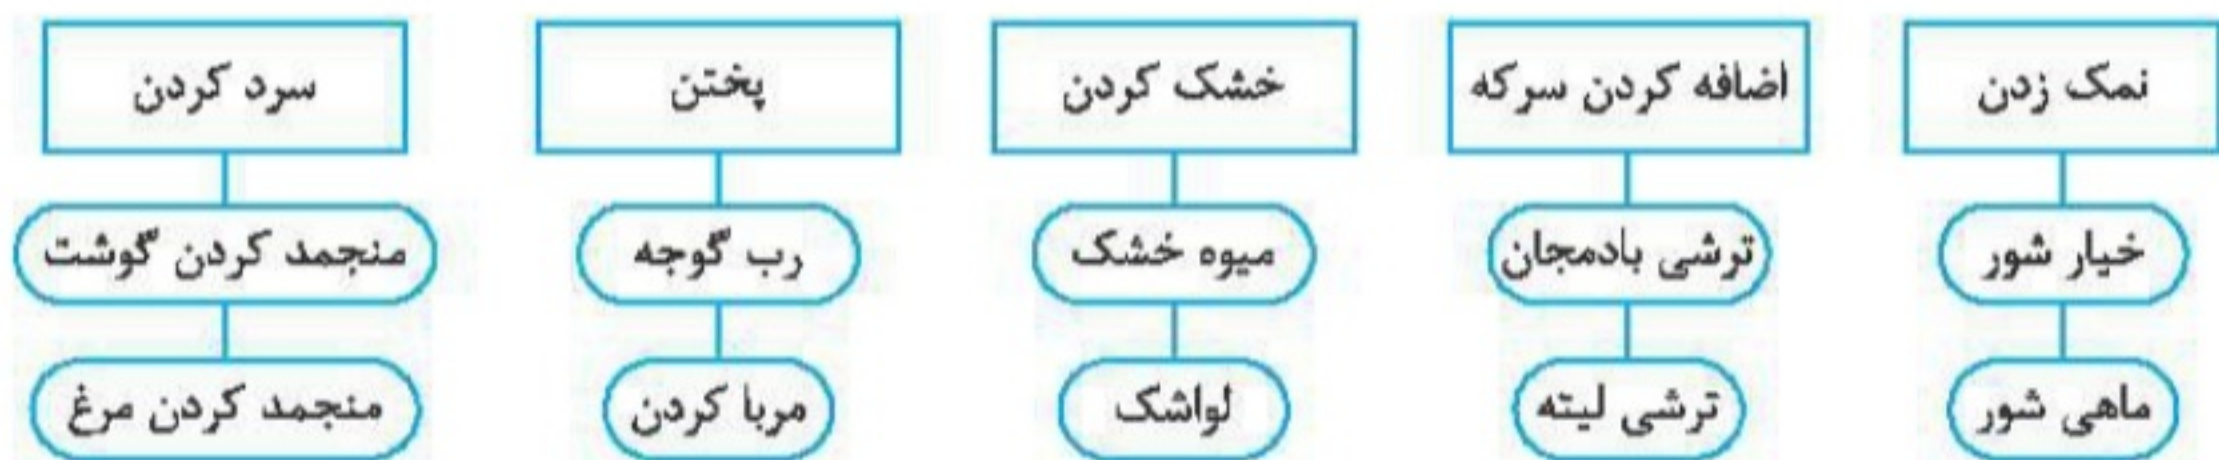 نمک زدن
اضافه کردن سرکه
خشک کردن
پختن
سرد کردن
خیار شور
ترشی بادمجان
میوه خشک
رب گوجه
منجمد کردن گوشت
ماهی شور
ترشی لیته
لواشک
مربا کردن
منجمد کردن مرغ